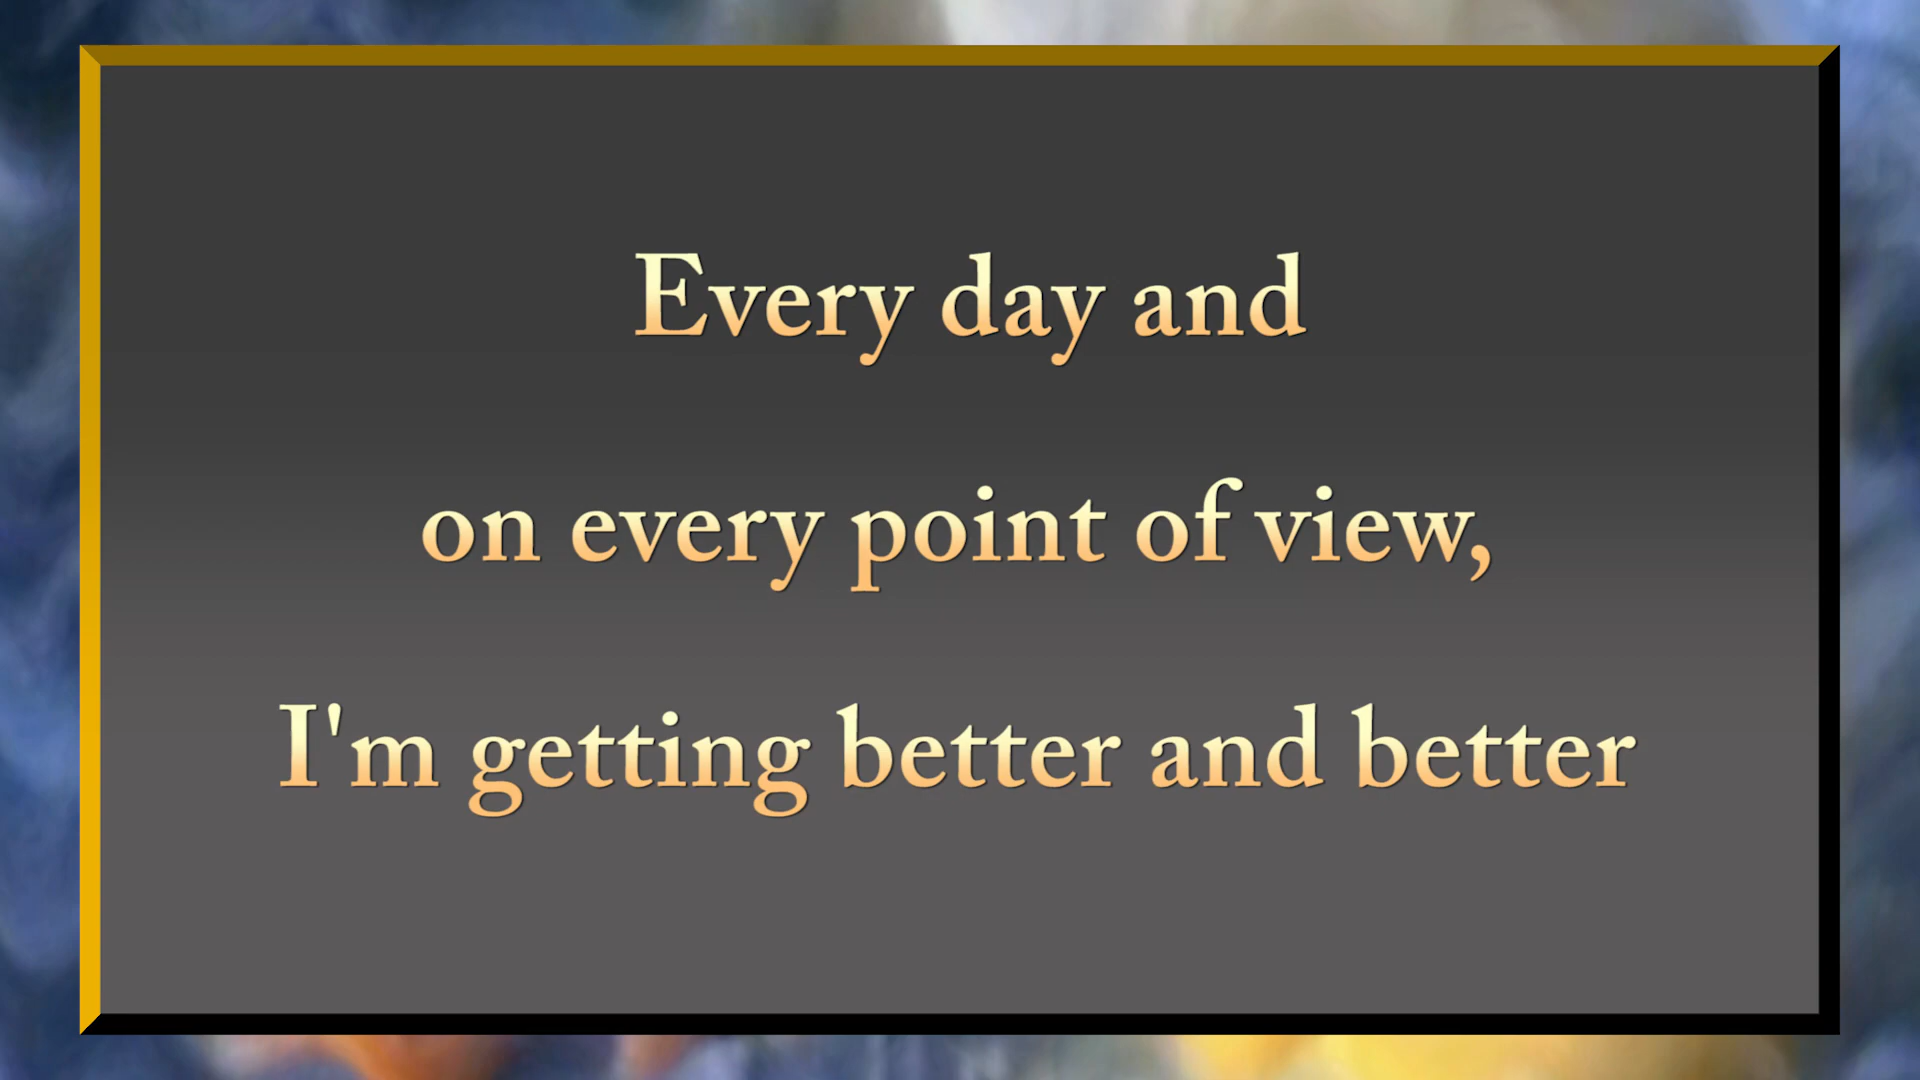 Every day and
on every point of view,
I'm getting better and better